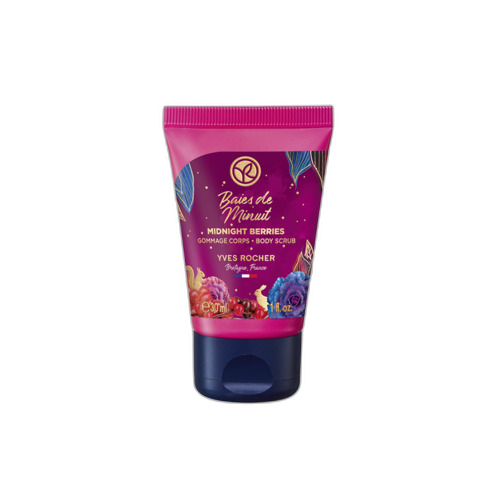 Baies de
Minuit
MIDNIGHT BERRIES
GOMMAGE CORPS • BODY SCRUB
YVES ROCHER
Bretagne, France
℮30 ml 1 fl. oz.